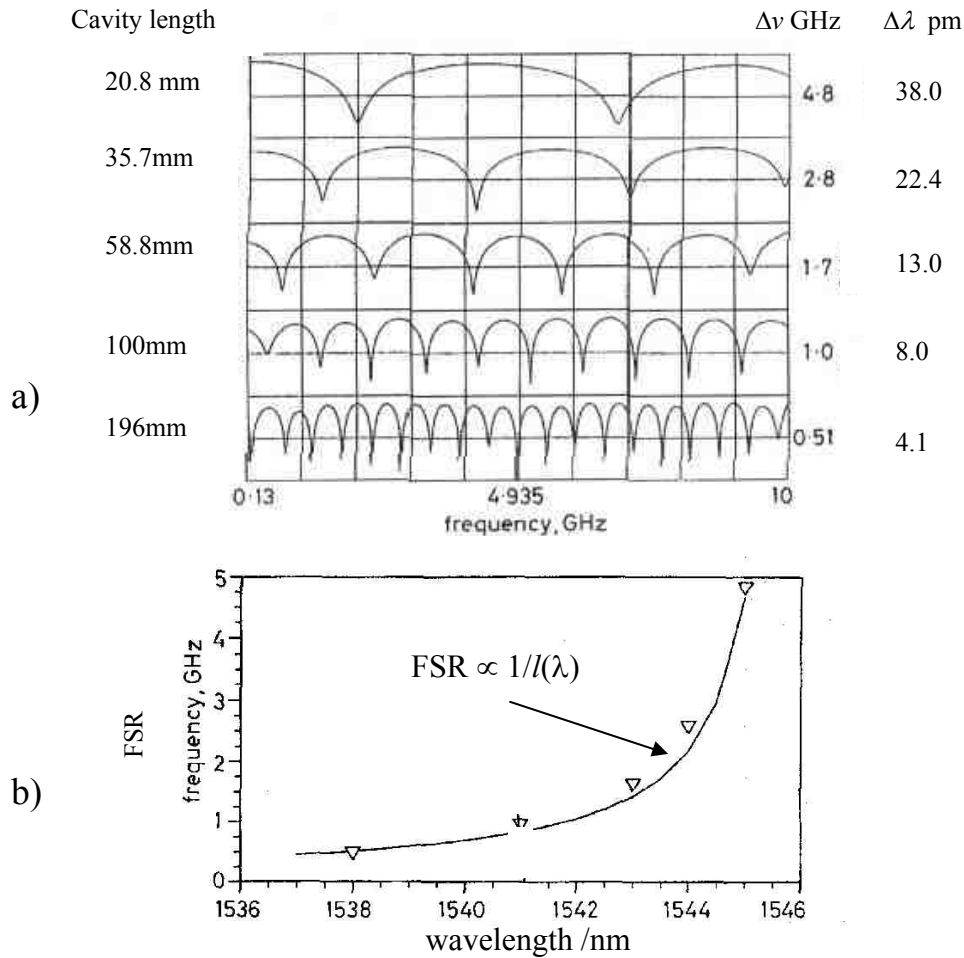 Cavity length Δν GHz Δλ pm
20.8 mm 4·8 38.0
35.7mm 2·8 22.4
58.8mm 1·7 13.0
100mm 1·0 8.0
a)
196mm 0·51 4.1
0·13 4·935 10
frequency, GHz
5
4
FSR ∝ 1/l(λ)
3
FSR
frequency, GHz
2
b)
1
0
1536 1538 1540 1542 1544 1546
wavelength /nm